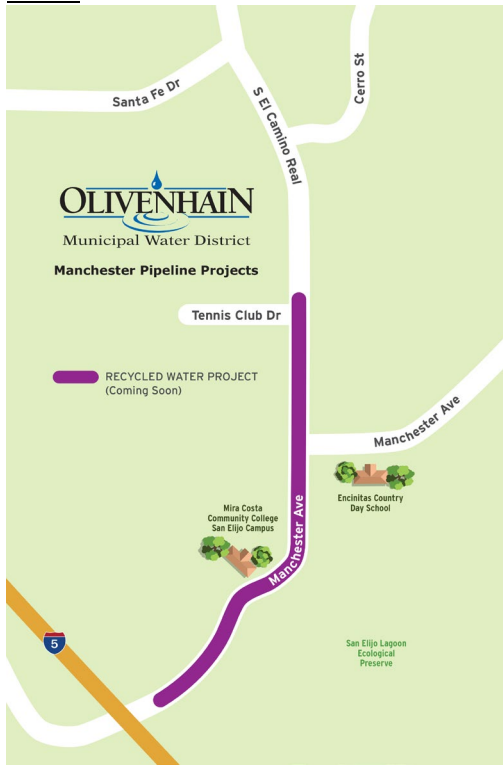 Santa Fe Dr
S El Camino Real
Cerro St
OLIVENHAIN
Municipal Water District
Manchester Pipeline Projects
Tennis Club Dr
RECYCLED WATER PROJECT
(Coming Soon)
Manchester Ave
Encinitas Country
Day School
Mira Costa
Community College
San Elijo Campus
Manchester Ave
5
San Elijo Lagoon
Ecological
Preserve